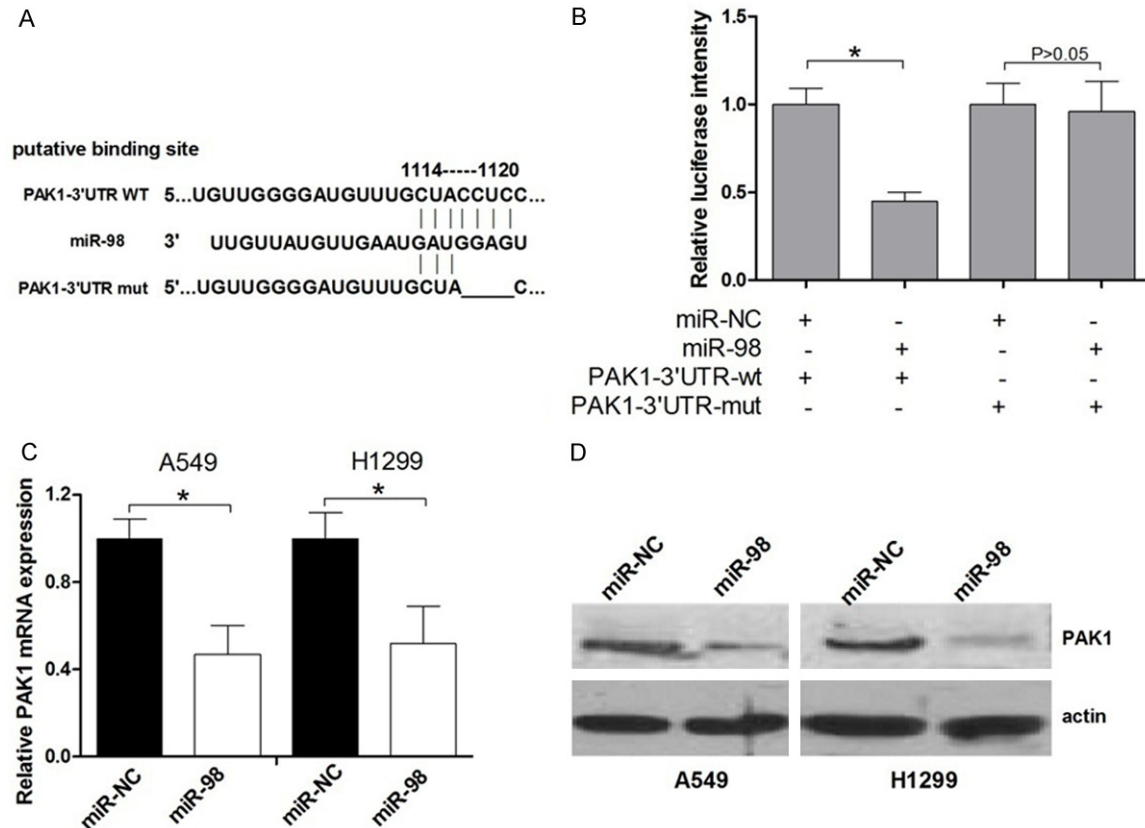 A
putative binding site
1114-----1120
PAK1-3'UTR WT 5...UGUUGGGGAUGUUUGCUACCUCC...
miR-98 3' UUGUUAUGUUGAAUGAUGGAGU
PAK1-3'UTR mut 5'...UGUUGGGGAUGUUUGCUA____C...
B
Relative luciferase intensity
1.5
1.0
0.5
0.0
*
P>0.05
miR-NC + - + -
miR-98 - + - +
PAK1-3'UTR-wt + + - -
PAK1-3'UTR-mut - - + +
C
A549 H1299
Relative PAK1 mRNA expression
1.2
0.8
0.4
0.0
* *
miR-NC miR-98 miR-NC miR-98
D
miR-NC miR-98 miR-NC miR-98
PAK1
actin
A549 H1299